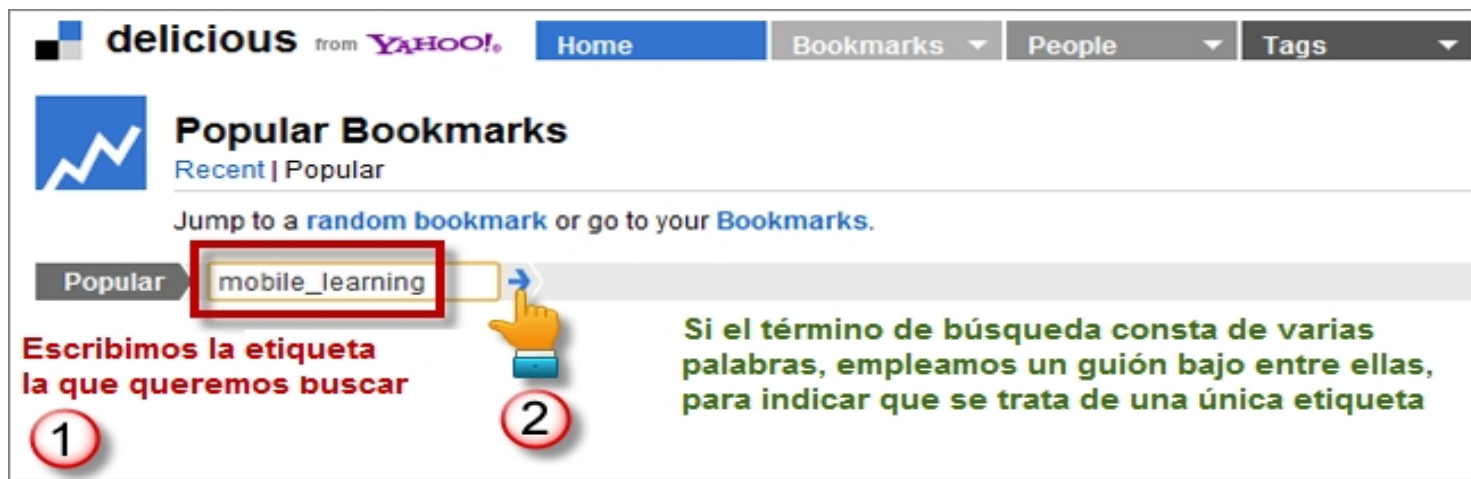 delicious from YAHOO!. Home Bookmarks People Tags
Popular Bookmarks
Recent | Popular
Jump to a random bookmark or go to your Bookmarks.
Popular mobile_learning
Escribimos la etiqueta
la que queremos buscar
1
2
Si el término de búsqueda consta de varias
palabras, empleamos un guión bajo entre ellas,
para indicar que se trata de una única etiqueta